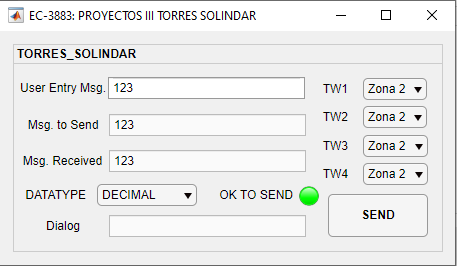 EC-3883: PROYECTOS III TORRES SOLINDAR
TORRES_SOLINDAR
User Entry Msg. 123
Msg. to Send 123
Msg. Received 123
DATATYPE DECIMAL OK TO SEND
Dialog
TW1 Zona 2
TW2 Zona 2
TW3 Zona 2
TW4 Zona 2
SEND